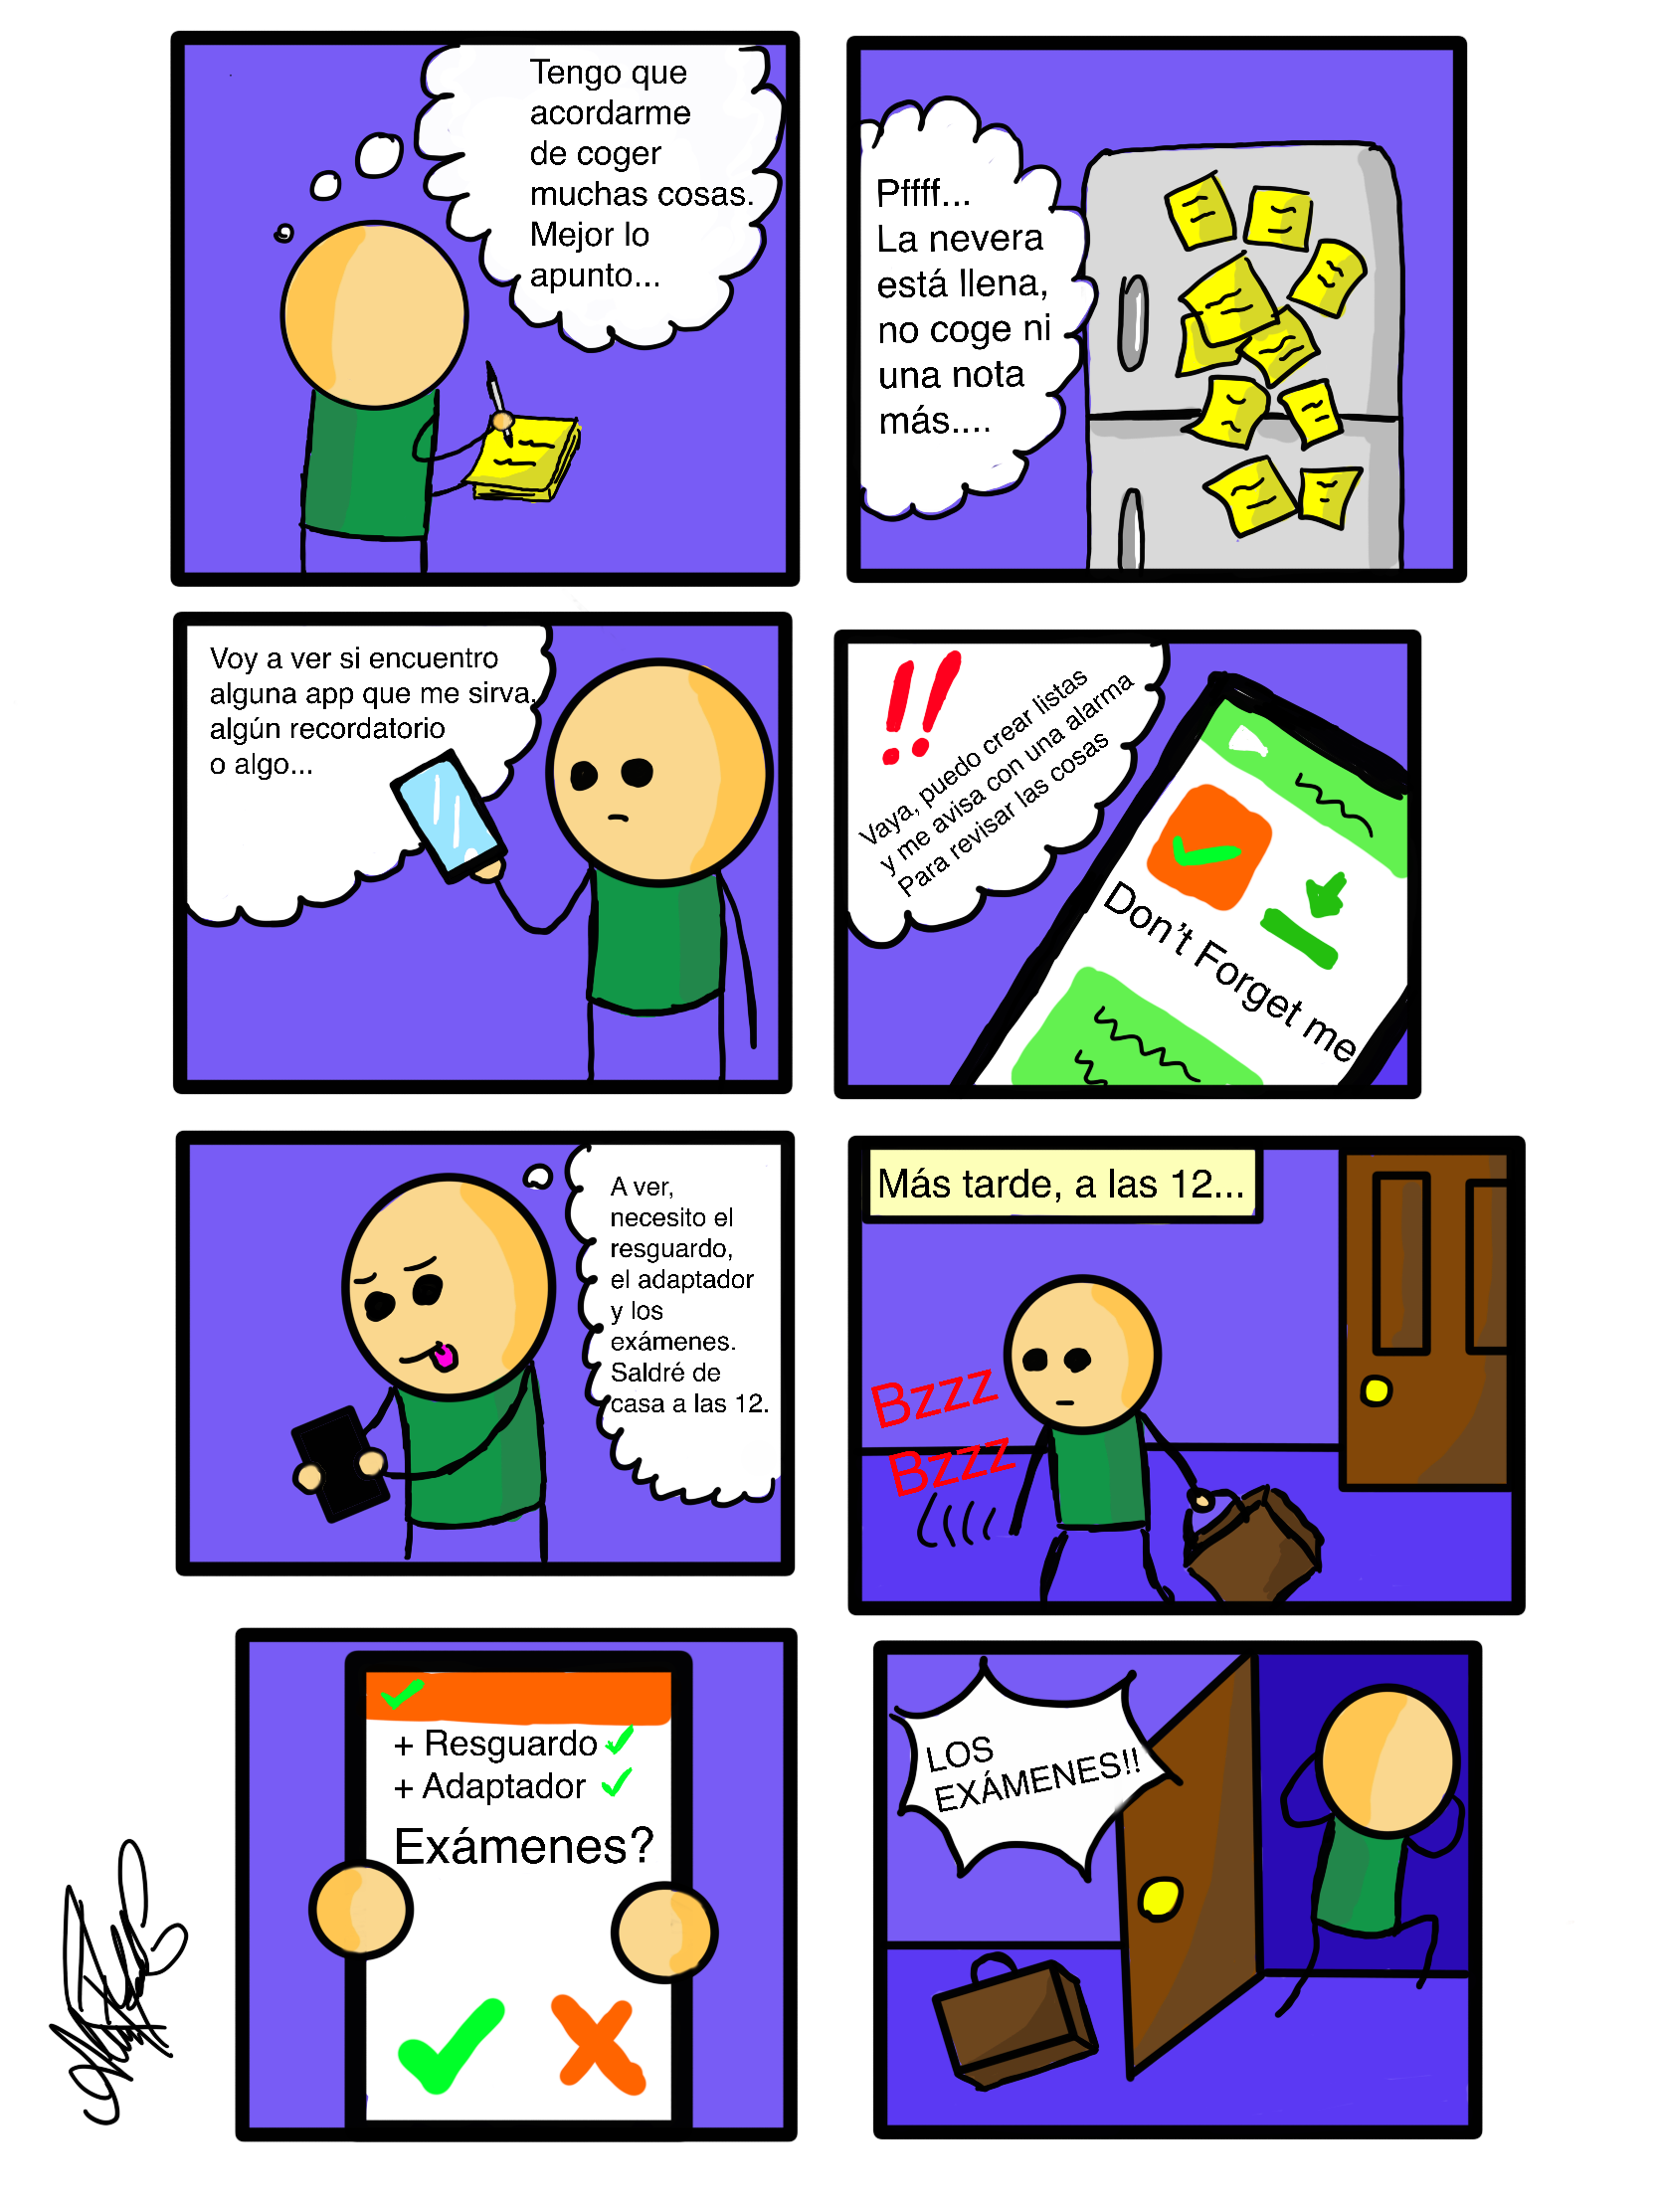 Tengo que
acordarme
de coger
muchas cosas.
Mejor lo
apunto...
Pffff...
La nevera
está llena,
no coge ni
una nota
más....
Voy a ver si encuentro
alguna app que me sirva,
algún recordatorio
o algo...
!!
Vaya, puedo crear listas
y me avisa con una alarma
Para revisar las cosas
Don't Forget me
A ver,
necesito el
resguardo,
el adaptador
y los
exámenes.
Saldré de
casa a las 12.
Más tarde, a las 12...
Bzzz
Bzzz
+ Resguardo
+ Adaptador
Exámenes?
LOS
EXÁMENES!!